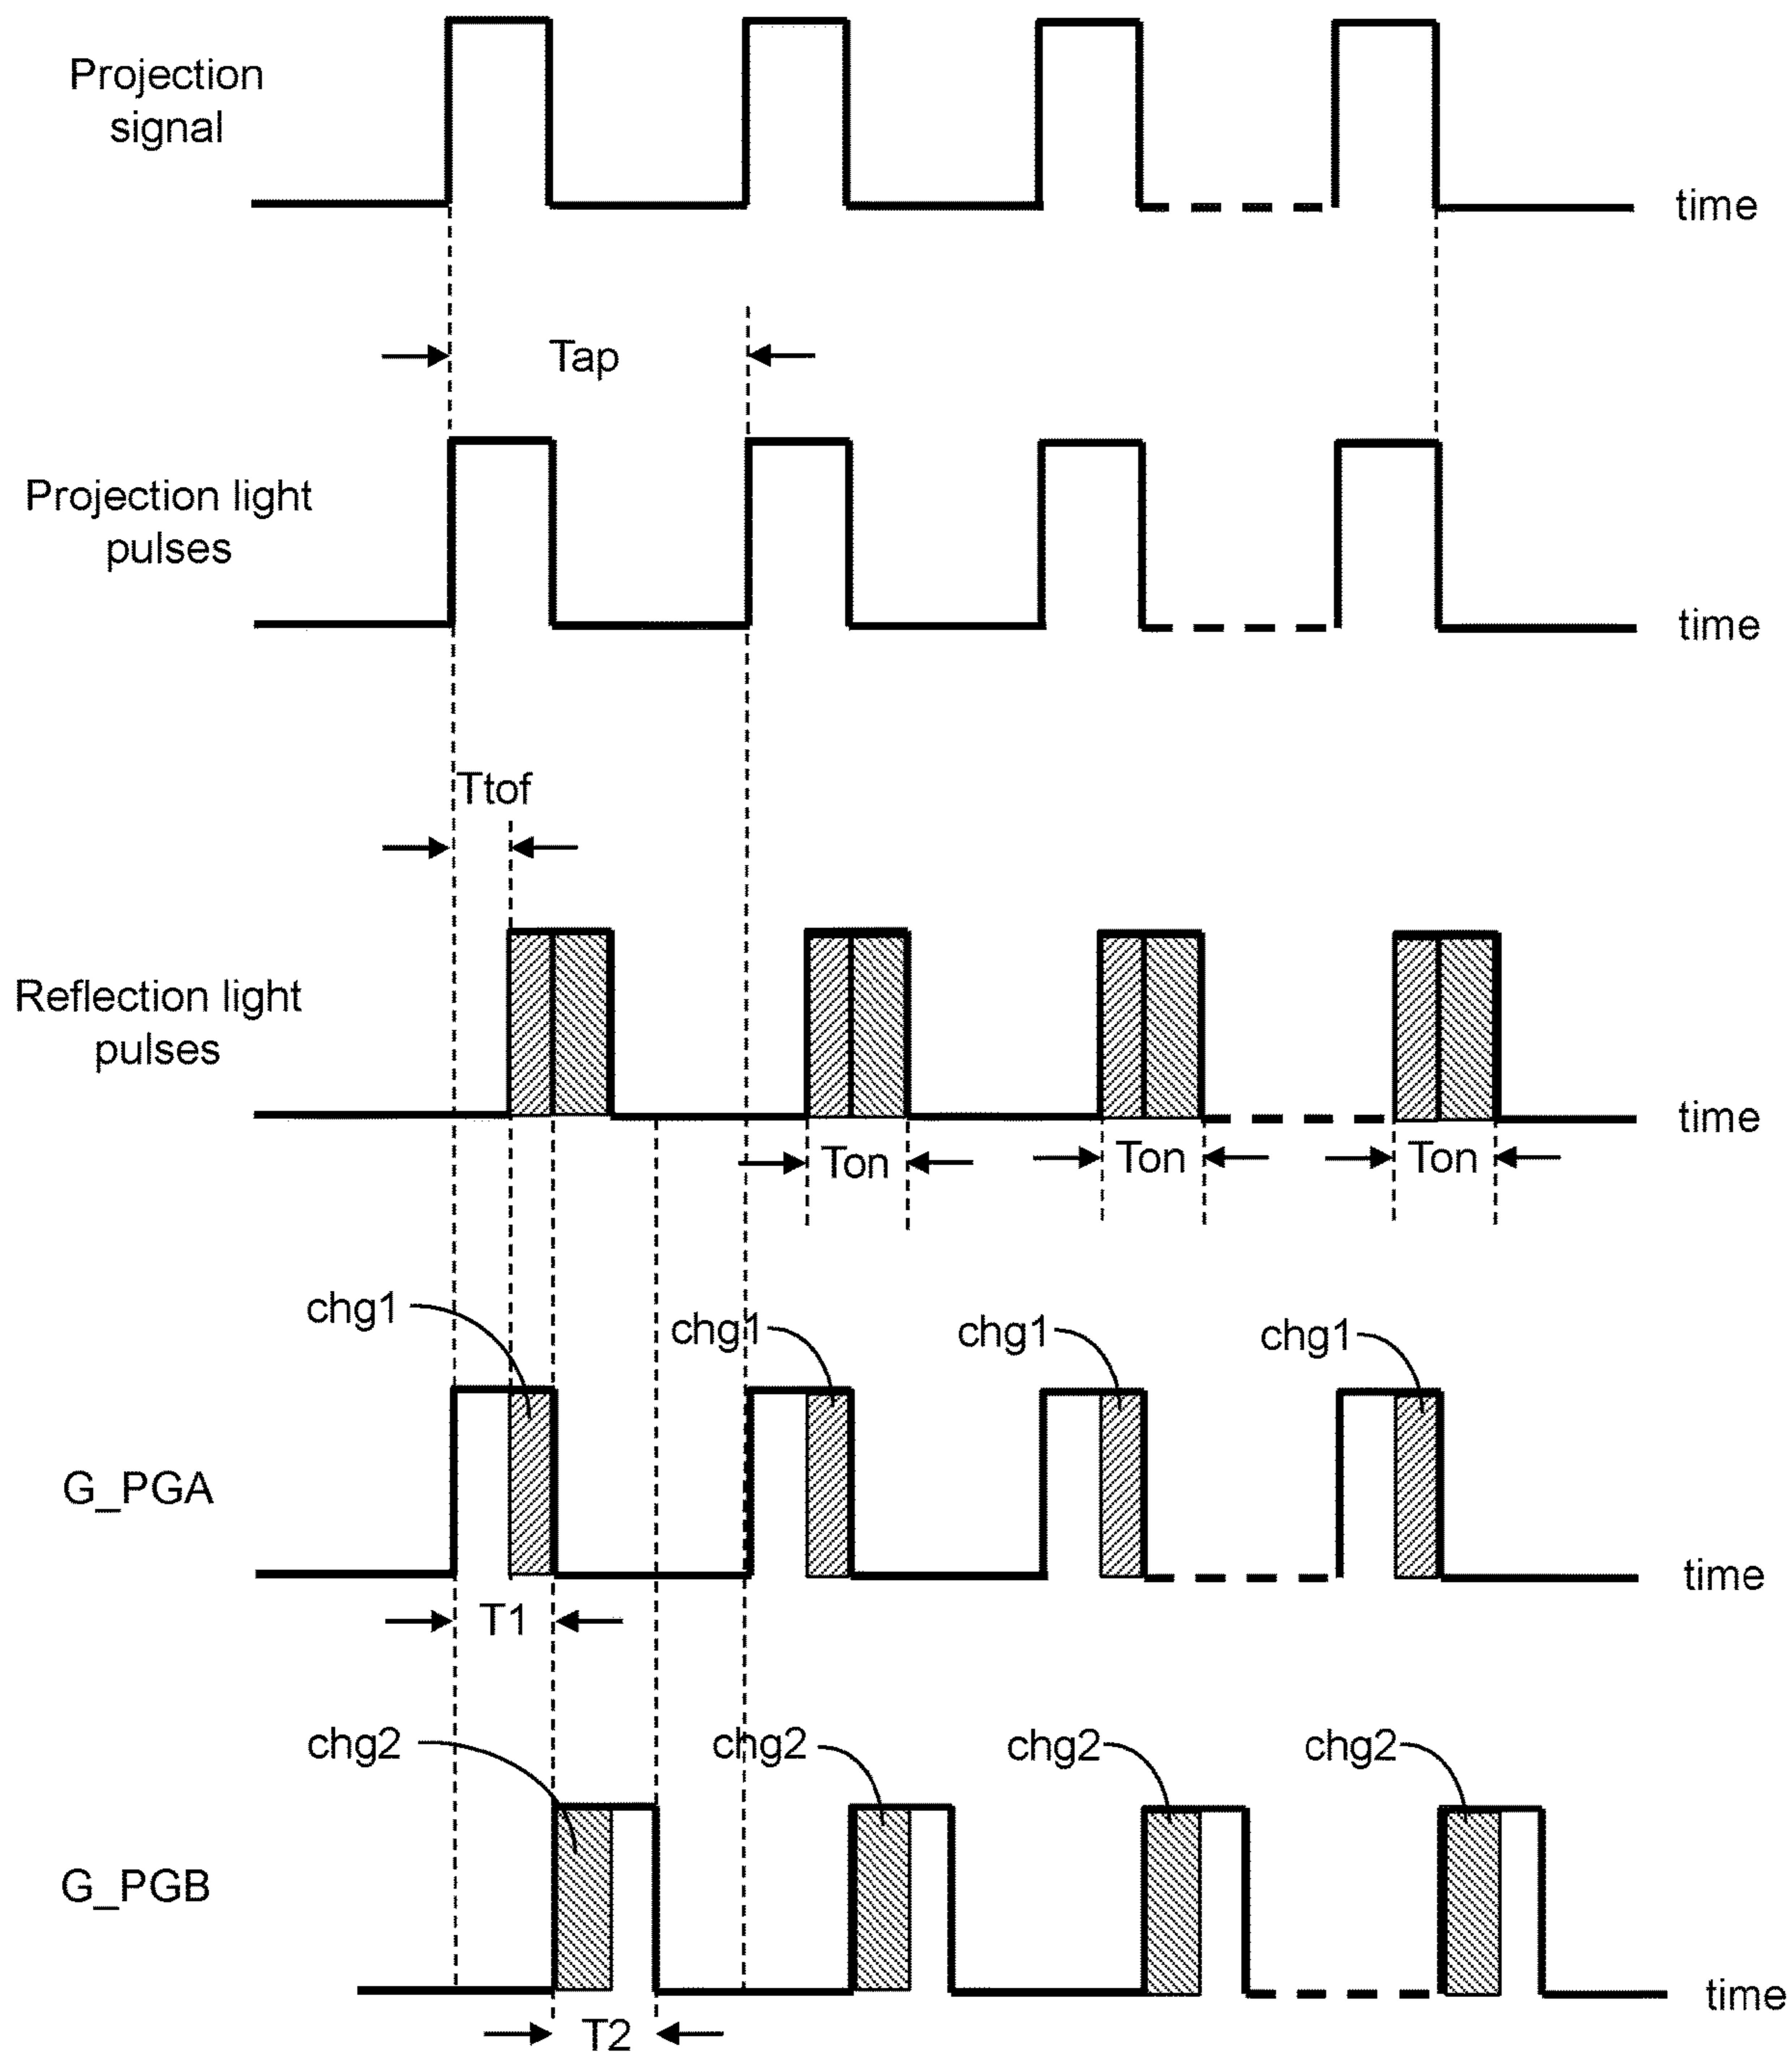 Projection
signal
time
Tap
Projection light
pulses
time
Ttof
Reflection light
pulses
time
Ton
Ton
Ton
chg1
chg1
chg1
chg1
G_PGA
time
T1
chg2
chg2
chg2
chg2
G_PGB
time
T2